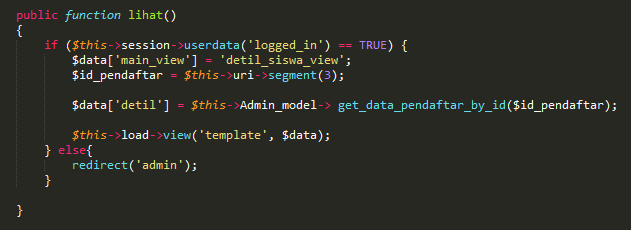 public function lihat()
{
if ($this->session->userdata('logged_in') == TRUE) {
$data['main_view'] = 'detil_siswa_view';
$id_pendaftar = $this->uri->segment(3);
$data['detil'] = $this->Admin_model-> get_data_pendaftar_by_id($id_pendaftar);
$this->load->view('template', $data);
} else{
redirect('admin');
}
}